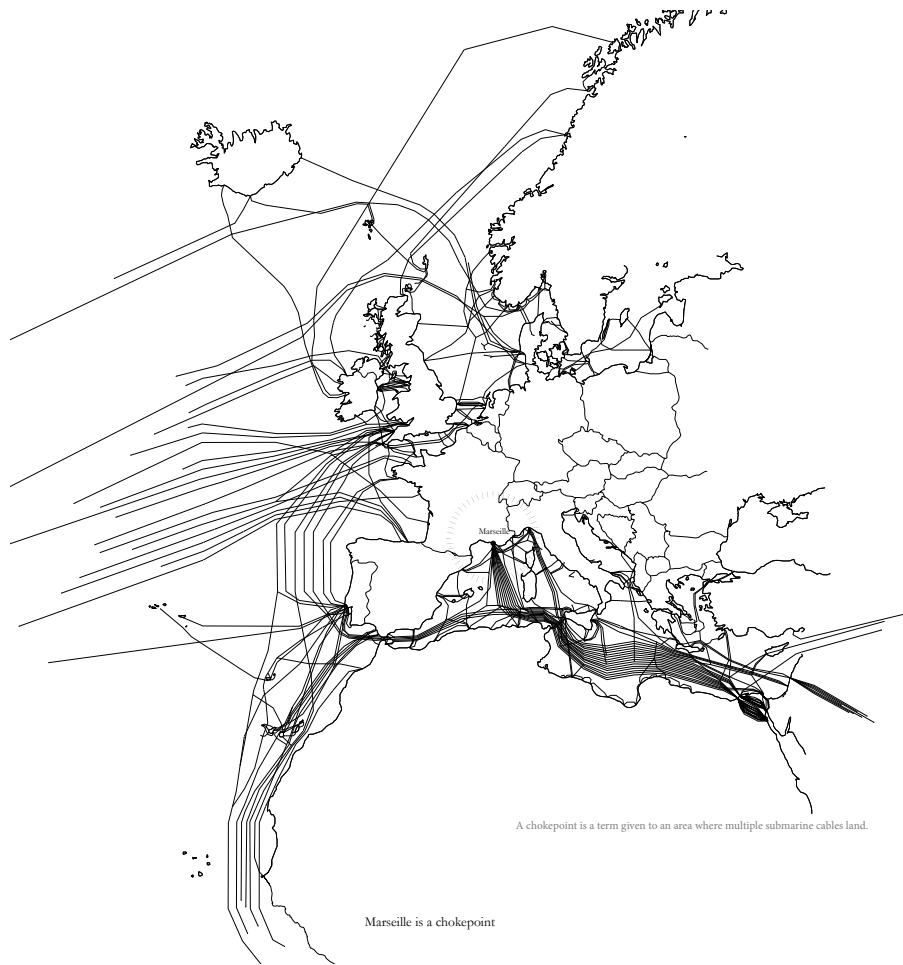 Marseille
A chokepoint is a term given to an area where multiple submarine cables land.
Marseille is a chokepoint